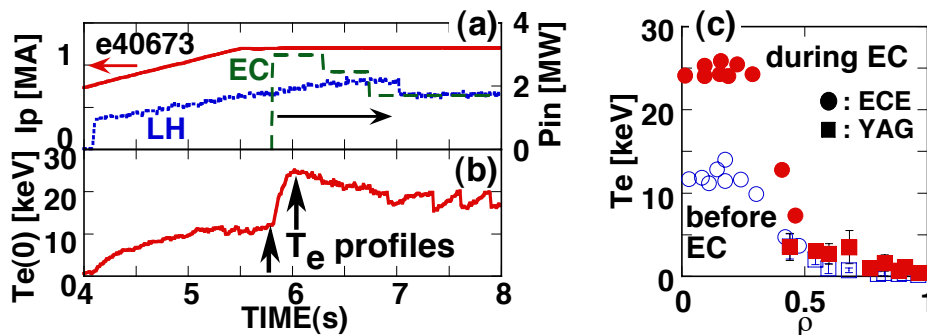 (a)
e40673
EC
LH
Ip [MA]
1
0
4
3
2
1
0
Pin [MW]
(b)
Te(0) [keV]
30
20
10
0
Te profiles
4 5 6 7 8
TIME(s)
(c)
during EC
: ECE
: YAG
before
EC
Te [keV]
30
20
10
0
0 0.5 1
ρ